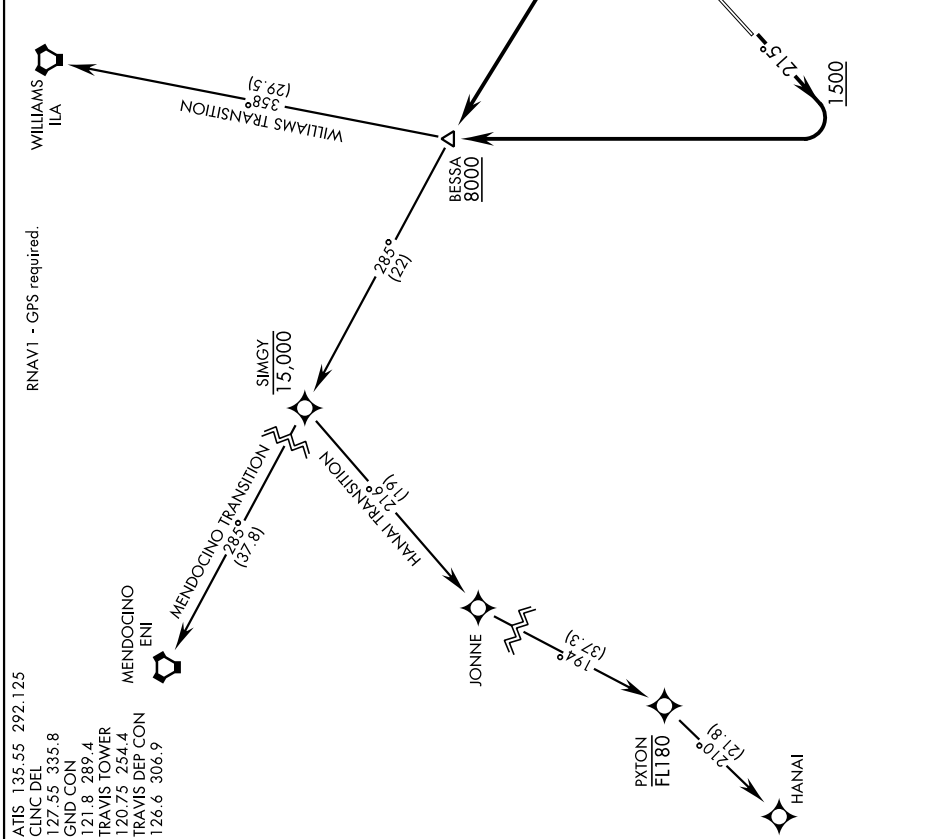 ATIS 135.55 292.125
CLNC DEL
127.55 335.8
GND CON
121.8 289.4
TRAVIS TOWER
120.75 254.4
TRAVIS DEP CON
126.6 306.9
RNAV1 - GPS required.
WILLIAMS
ILA
WILLIAMS TRANSITION
358°
(29.5)
215°
1500
BESSA
8000
285°
(22)
SIMGY
15,000
MENDOCINO TRANSITION
285°
(37.8)
MENDOCINO
ENI
HANAI TRANSITION
216°
(19)
JONNE
194°
(37.3)
PXTON
FL180
210°
(21.8)
HANAI